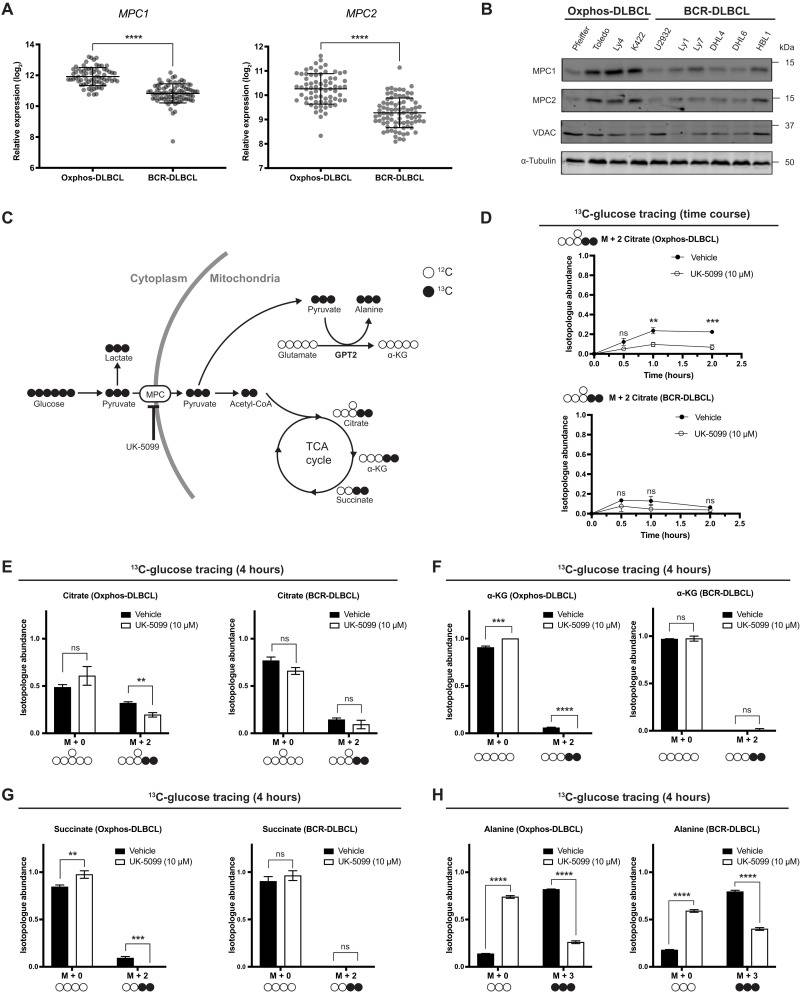 A
MPC1
MPC2
****
****
Relative expression (log2)
14
12
10
8
6
Oxphos-DLBCL
BCR-DLBCL
Relative expression (log2)
12
11
10
9
8
7
Oxphos-DLBCL
BCR-DLBCL
B
Oxphos-DLBCL
BCR-DLBCL
Pfeiffer
Toledo
Ly4
K422
U2932
Ly1
Ly7
DHL4
DHL6
HBL1
kDa
MPC1
15
MPC2
15
VDAC
37
α-Tubulin
50
C
Cytoplasm
Mitochondria
12C
13C
Pyruvate
Alanine
Glutamate
GPT2
α-KG
Lactate
Glucose
Pyruvate
MPC
Pyruvate
Acetyl-CoA
UK-5099
Citrate
TCA
cycle
α-KG
Succinate
D
13C-glucose tracing (time course)
M + 2 Citrate (Oxphos-DLBCL)
Isotopologue abundance
1.0
0.8
0.6
0.4
0.2
0.0
Vehicle
UK-5099 (10 µM)
ns
**
***
0.0
0.5
1.0
1.5
2.0
2.5
Time (hours)
M + 2 Citrate (BCR-DLBCL)
Isotopologue abundance
1.0
0.8
0.6
0.4
0.2
0.0
Vehicle
UK-5099 (10 µM)
ns
ns
ns
0.0
0.5
1.0
1.5
2.0
2.5
Time (hours)
E
13C-glucose tracing (4 hours)
Citrate (Oxphos-DLBCL)
Isotopologue abundance
1.0
0.5
0.0
Vehicle
UK-5099 (10 µM)
ns
**
M + 0
M + 2
Citrate (BCR-DLBCL)
Isotopologue abundance
1.0
0.5
0.0
Vehicle
UK-5099 (10 µM)
ns
ns
M + 0
M + 2
F
13C-glucose tracing (4 hours)
α-KG (Oxphos-DLBCL)
Isotopologue abundance
1.0
0.5
0.0
Vehicle
UK-5099 (10 µM)
***
****
M + 0
M + 2
α-KG (BCR-DLBCL)
Isotopologue abundance
1.0
0.5
0.0
Vehicle
UK-5099 (10 µM)
ns
ns
M + 0
M + 2
G
13C-glucose tracing (4 hours)
Succinate (Oxphos-DLBCL)
Isotopologue abundance
1.0
0.5
0.0
Vehicle
UK-5099 (10 µM)
**
***
M + 0
M + 2
Succinate (BCR-DLBCL)
Isotopologue abundance
1.0
0.5
0.0
Vehicle
UK-5099 (10 µM)
ns
ns
M + 0
M + 2
H
13C-glucose tracing (4 hours)
Alanine (Oxphos-DLBCL)
Isotopologue abundance
1.0
0.5
0.0
Vehicle
UK-5099 (10 µM)
****
****
M + 0
M + 3
Alanine (BCR-DLBCL)
Isotopologue abundance
1.0
0.5
0.0
Vehicle
UK-5099 (10 µM)
****
****
M + 0
M + 3